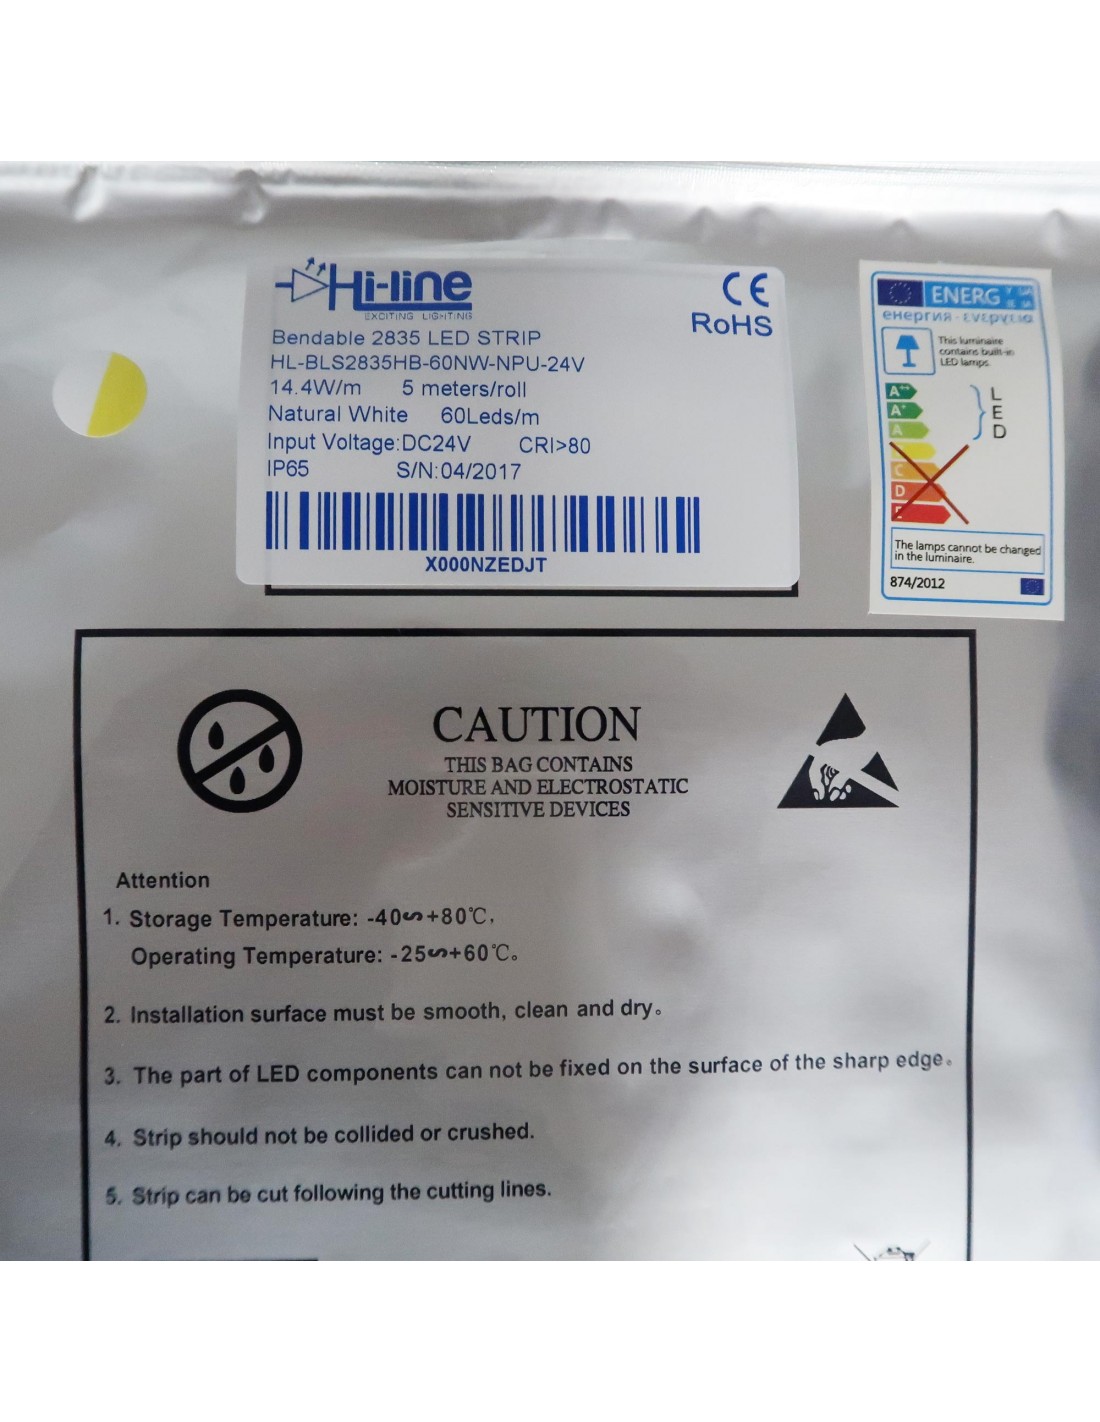 Hi-line
EXCITING LIGHTING
CE
RoHS
Bendable 2835 LED STRIP
HL-BLS2835HB-60NW-NPU-24V
14.4W/m 5 meters/roll
Natural White 60Leds/m
Input Voltage:DC24V CRI>80
IP65 S/N:04/2017
X000NZEDJT
ENERG
енергия · ενεργεια
This luminaire
contains built-in
LED lamps.
A++
A+
A
C
D
L
E
D
The lamps cannot be changed
in the luminaire.
874/2012
CAUTION
THIS BAG CONTAINS
MOISTURE AND ELECTROSTATIC
SENSITIVE DEVICES
Attention
1. Storage Temperature: -40∽+80℃,
Operating Temperature: -25∽+60℃。
2. Installation surface must be smooth, clean and dry。
3. The part of LED components can not be fixed on the surface of the sharp edge。
4. Strip should not be collided or crushed.
5. Strip can be cut following the cutting lines.